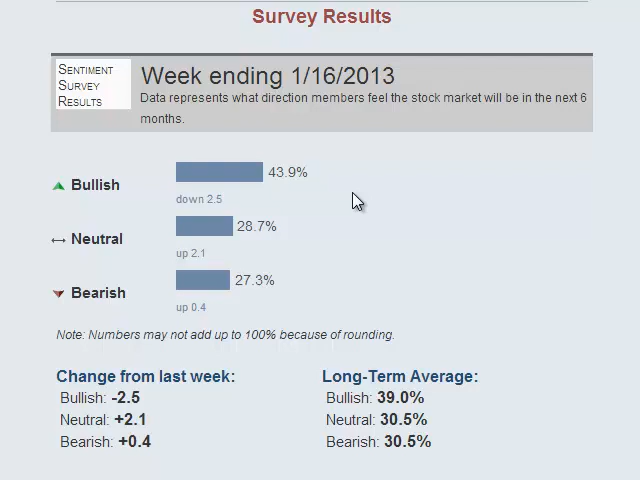 Survey Results
SENTIMENT
SURVEY
RESULTS
Week ending 1/16/2013
Data represents what direction members feel the stock market will be in the next 6
months.
Bullish
43.9%
down 2.5
Neutral
28.7%
up 2.1
Bearish
27.3%
up 0.4
Note: Numbers may not add up to 100% because of rounding.
Change from last week:
Bullish: -2.5
Neutral: +2.1
Bearish: +0.4
Long-Term Average:
Bullish: 39.0%
Neutral: 30.5%
Bearish: 30.5%